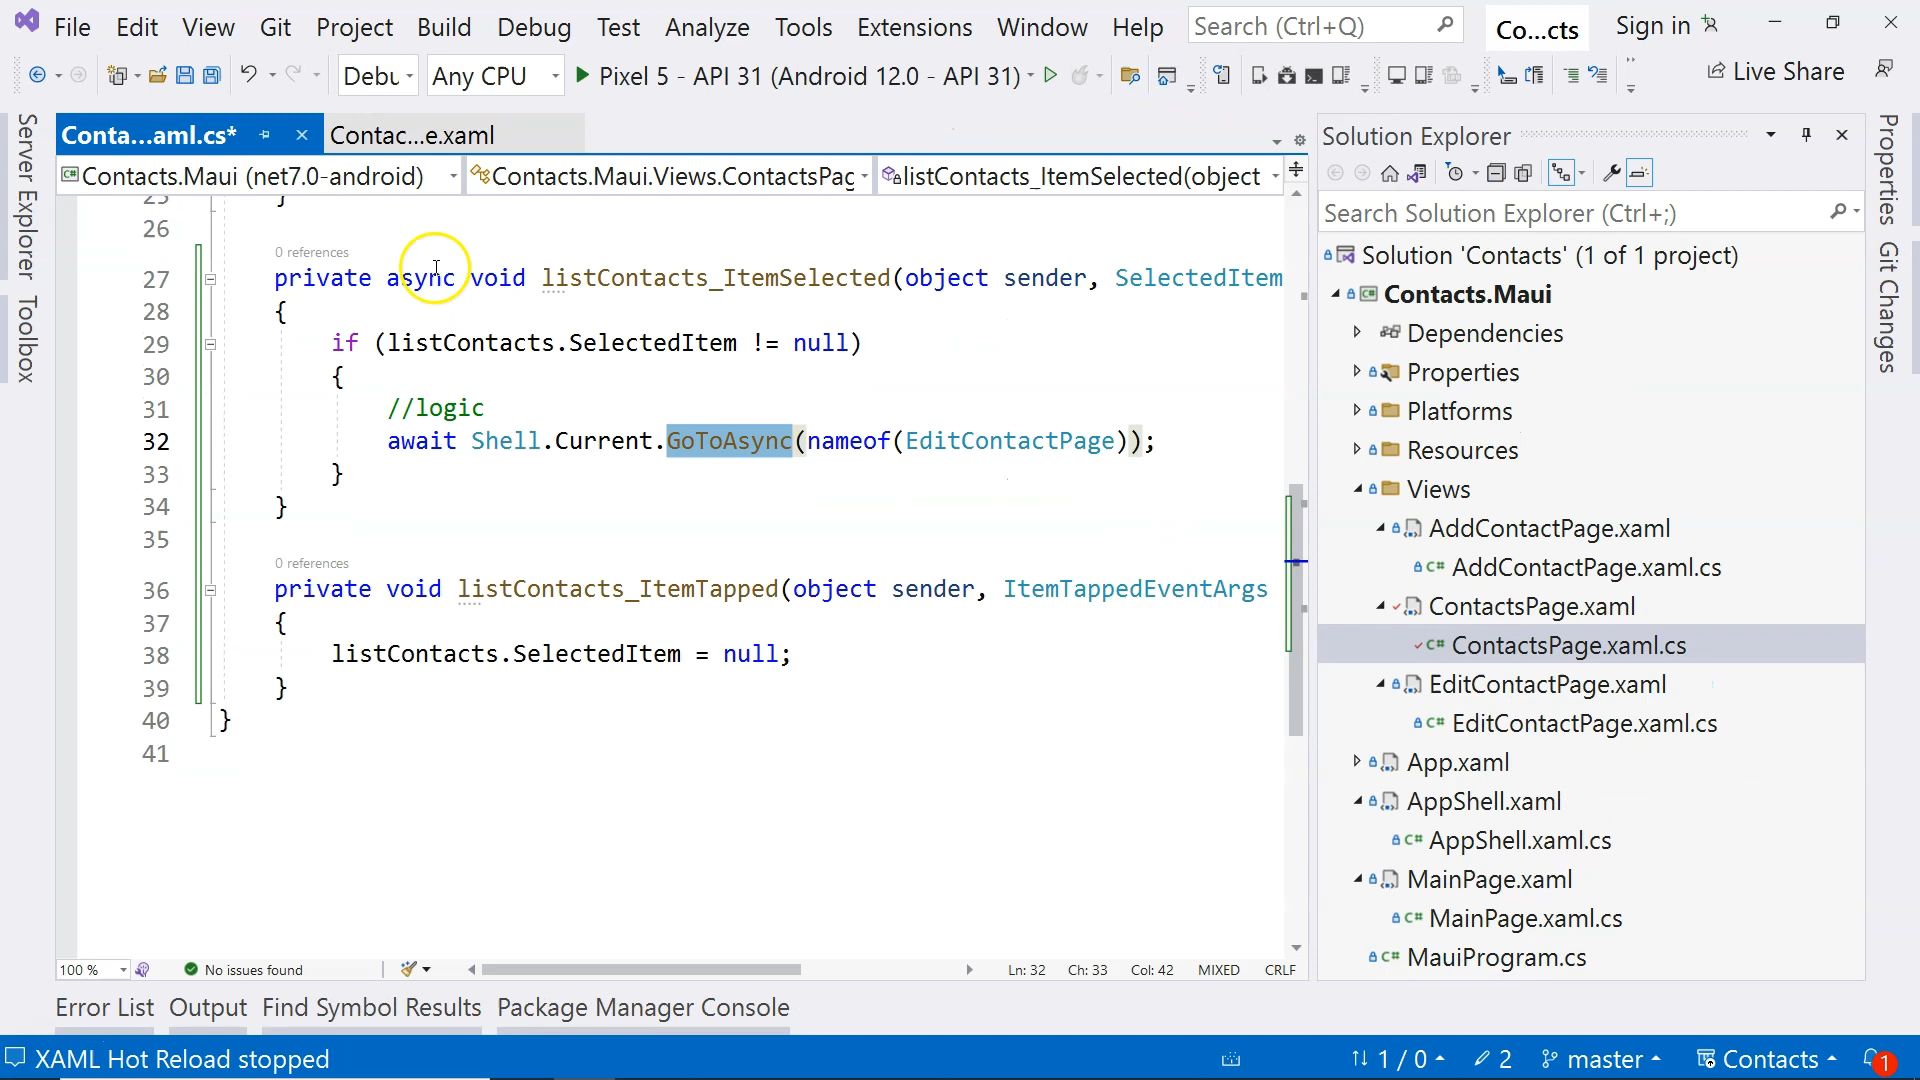 File Edit View Git Project Build Debug Test Analyze Tools Extensions Window Help Search (Ctrl+Q) Co...cts Sign in
Debu Any CPU Pixel 5 - API 31 (Android 12.0 - API 31) Live Share
Server Explorer
Toolbox
Conta...aml.cs* Contac...e.xaml
Contacts.Maui (net7.0-android) Contacts.Maui.Views.ContactsPag listContacts_ItemSelected(object
25 }
26
0 references
27 private async void listContacts_ItemSelected(object sender, SelectedItem
28 {
29 if (listContacts.SelectedItem != null)
30 {
31 //logic
32 await Shell.Current.GoToAsync(nameof(EditContactPage));
33 }
34 }
35
0 references
36 private void listContacts_ItemTapped(object sender, ItemTappedEventArgs
37 {
38 listContacts.SelectedItem = null;
39 }
40 }
41
100 % No issues found Ln: 32 Ch: 33 Col: 42 MIXED CRLF
Solution Explorer
Search Solution Explorer (Ctrl+;)
Solution 'Contacts' (1 of 1 project)
Contacts.Maui
Dependencies
Properties
Platforms
Resources
Views
AddContactPage.xaml
C# AddContactPage.xaml.cs
ContactsPage.xaml
C# ContactsPage.xaml.cs
EditContactPage.xaml
C# EditContactPage.xaml.cs
App.xaml
AppShell.xaml
C# AppShell.xaml.cs
MainPage.xaml
C# MainPage.xaml.cs
C# MauiProgram.cs
Properties
Git Changes
Error List Output Find Symbol Results Package Manager Console
XAML Hot Reload stopped 1 / 0 2 master Contacts 1